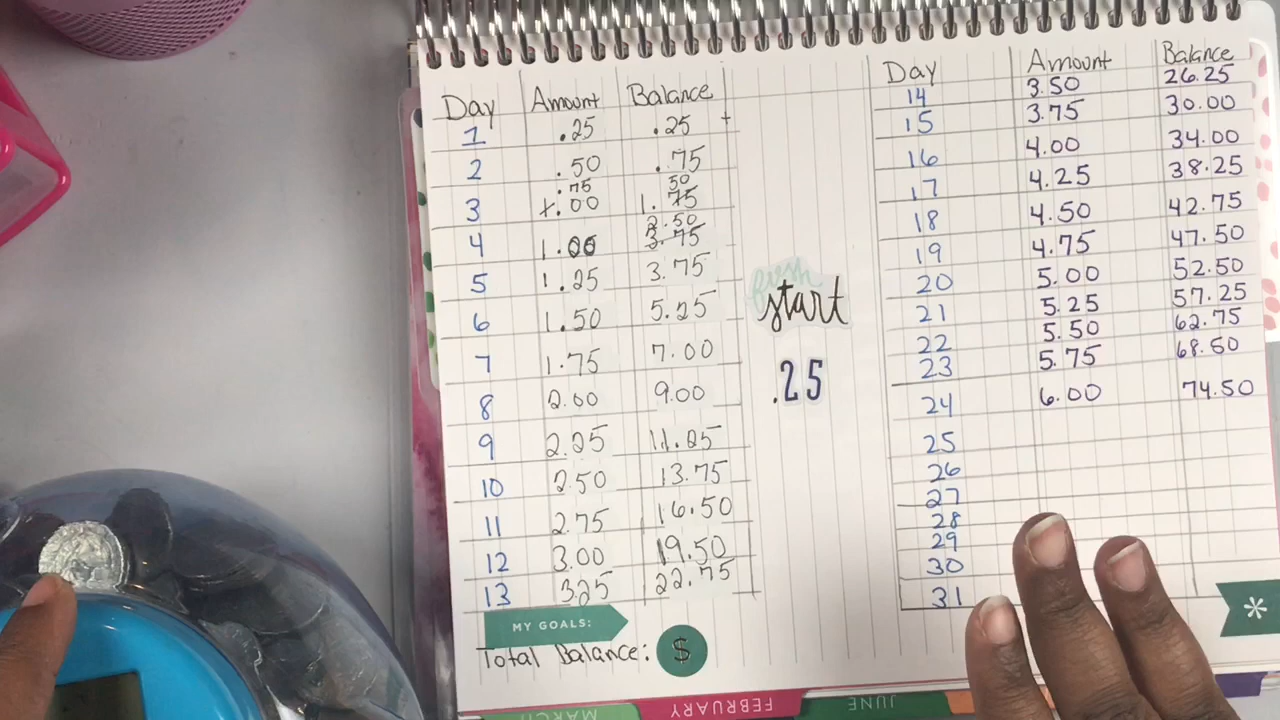 Day Amount Balance
1 .25 .25
2 .50 .75
.75 50
3 1.00 1.75
2.50
4 1.00 3.75
5 1.25 3.75
6 1.50 5.25
7 1.75 7.00
8 2.00 9.00
9 2.25 11.25
10 2.50 13.75
11 2.75 16.50
12 3.00 19.50
13 3.25 22.75
MY GOALS:
Total Balance: $
fresh
start
.25
Day Amount Balance
14 3.50 26.25
15 3.75 30.00
16 4.00 34.00
17 4.25 38.25
18 4.50 42.75
19 4.75 47.50
20 5.00 52.50
21 5.25 57.25
22 5.50 62.75
23 5.75 68.50
24 6.00 74.50
25
26
27
28
29
30
31
*
MARCH
FEBRUARY
JUNE